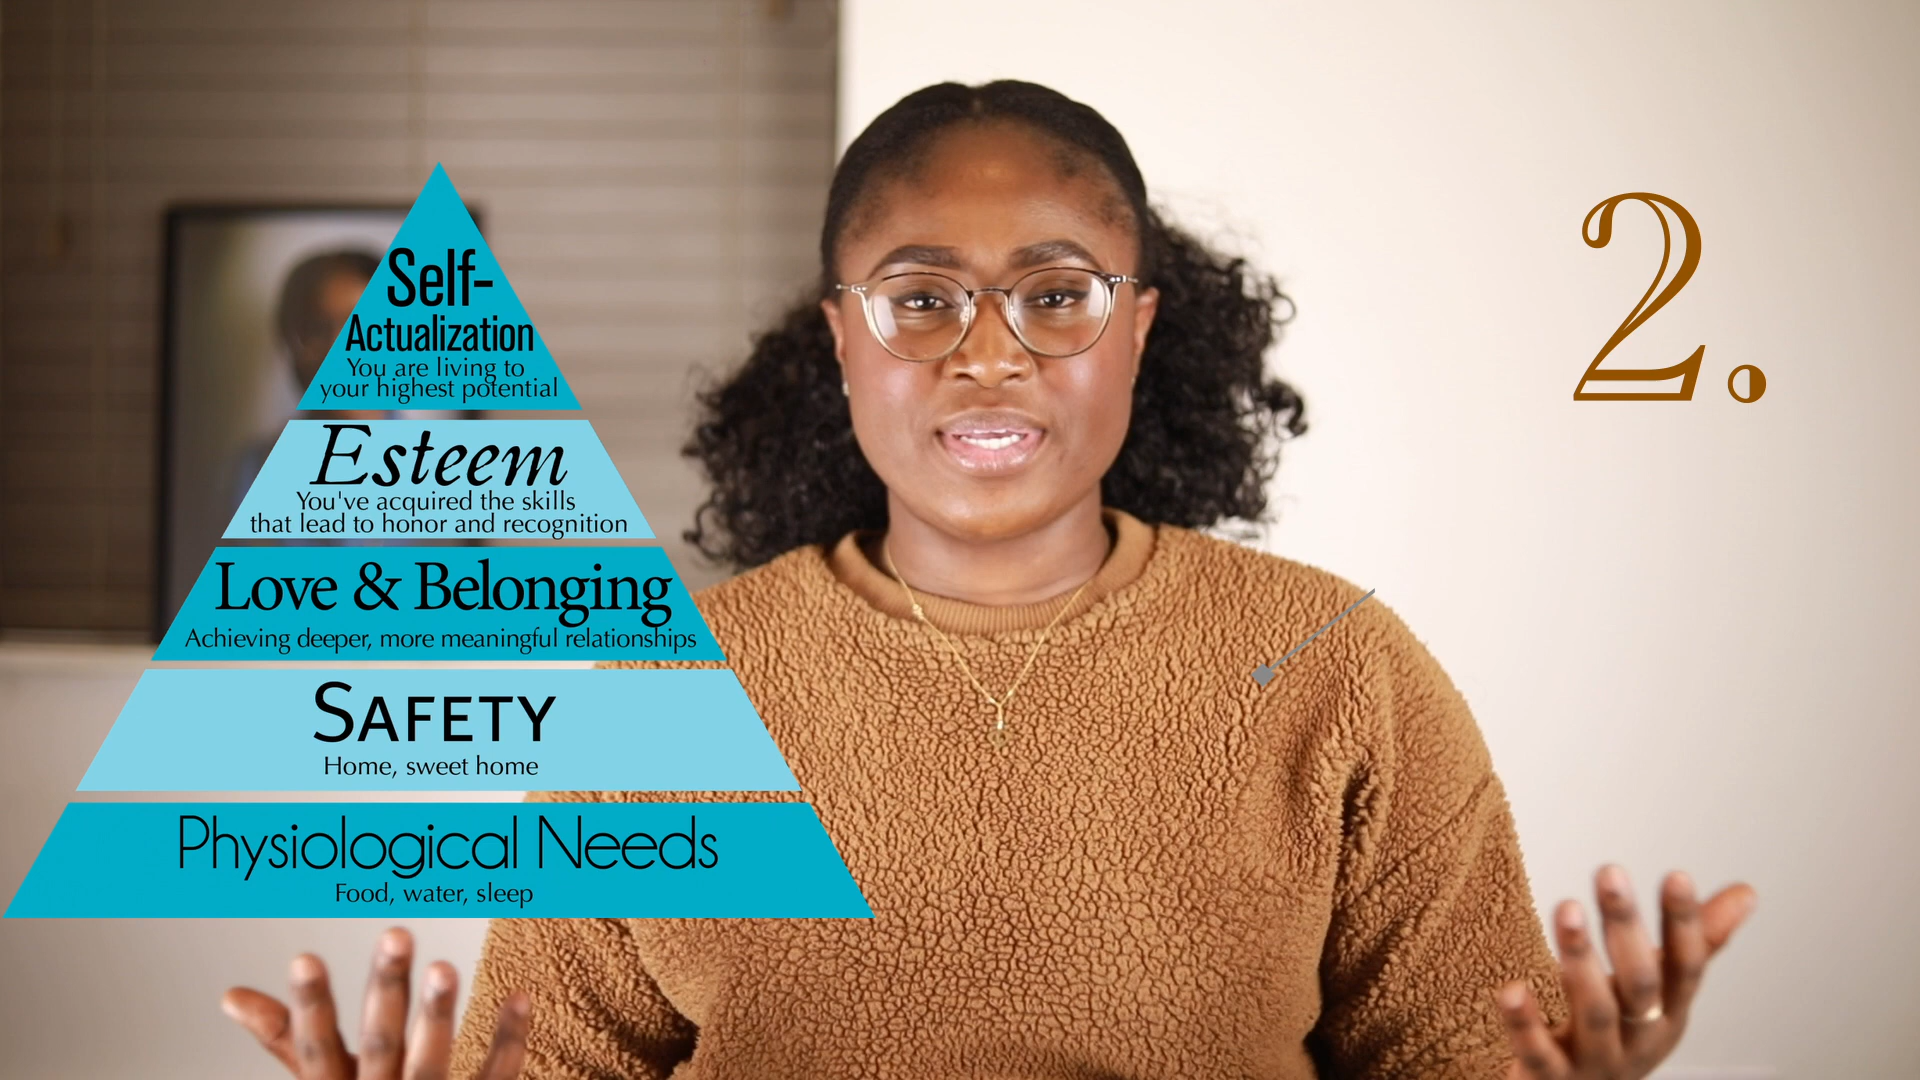 Self-
Actualization
You are living to
your highest potential
Esteem
You've acquired the skills
that lead to honor and recognition
Love & Belonging
Achieving deeper, more meaningful relationships
Safety
Home, sweet home
Physiological Needs
Food, water, sleep
2.